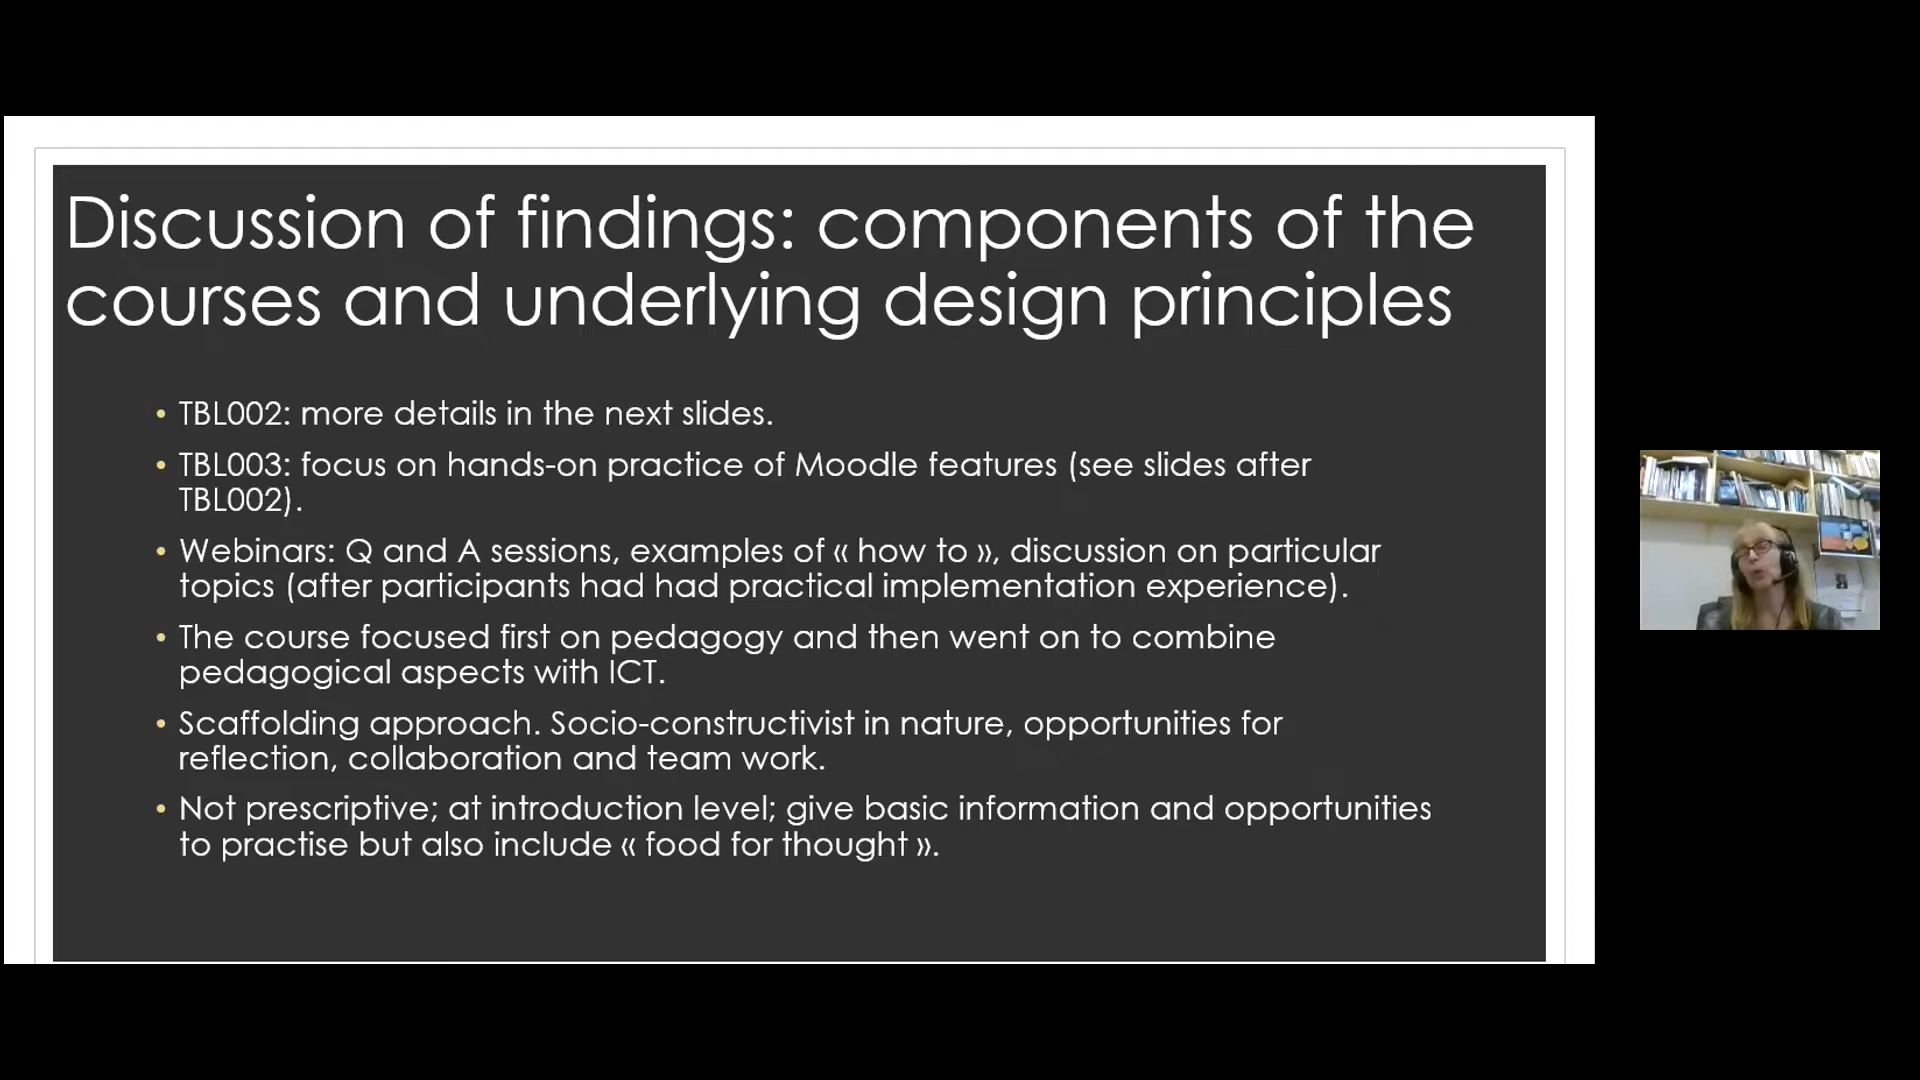 Discussion of findings: components of the
courses and underlying design principles
• TBL002: more details in the next slides.
• TBL003: focus on hands-on practice of Moodle features (see slides after
TBL002).
• Webinars: Q and A sessions, examples of « how to », discussion on particular
topics (after participants had had practical implementation experience).
• The course focused first on pedagogy and then went on to combine
pedagogical aspects with ICT.
• Scaffolding approach. Socio-constructivist in nature, opportunities for
reflection, collaboration and team work.
• Not prescriptive; at introduction level; give basic information and opportunities
to practise but also include « food for thought ».